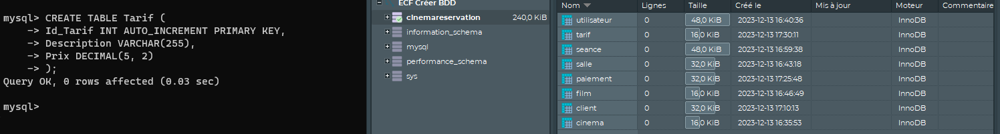 mysql> CREATE TABLE Tarif (
    -> Id_Tarif INT AUTO_INCREMENT PRIMARY KEY,
    -> Description VARCHAR(255),
    -> Prix DECIMAL(5, 2)
    -> );
Query OK, 0 rows affected (0.03 sec)
mysql>
ECF Créer BDD
cinemareservation 240,0 KiB
information_schema
mysql
performance_schema
sys
Nom Lignes Taille Créé le Mis à jour Moteur Commentaire
utilisateur 0 48,0 KiB 2023-12-13 16:40:36 InnoDB
tarif 0 16,0 KiB 2023-12-13 17:30:11 InnoDB
seance 0 48,0 KiB 2023-12-13 16:59:38 InnoDB
salle 0 32,0 KiB 2023-12-13 16:43:18 InnoDB
paiement 0 32,0 KiB 2023-12-13 17:25:48 InnoDB
film 0 16,0 KiB 2023-12-13 16:46:49 InnoDB
client 0 32,0 KiB 2023-12-13 17:10:13 InnoDB
cinema 0 16,0 KiB 2023-12-13 16:35:53 InnoDB